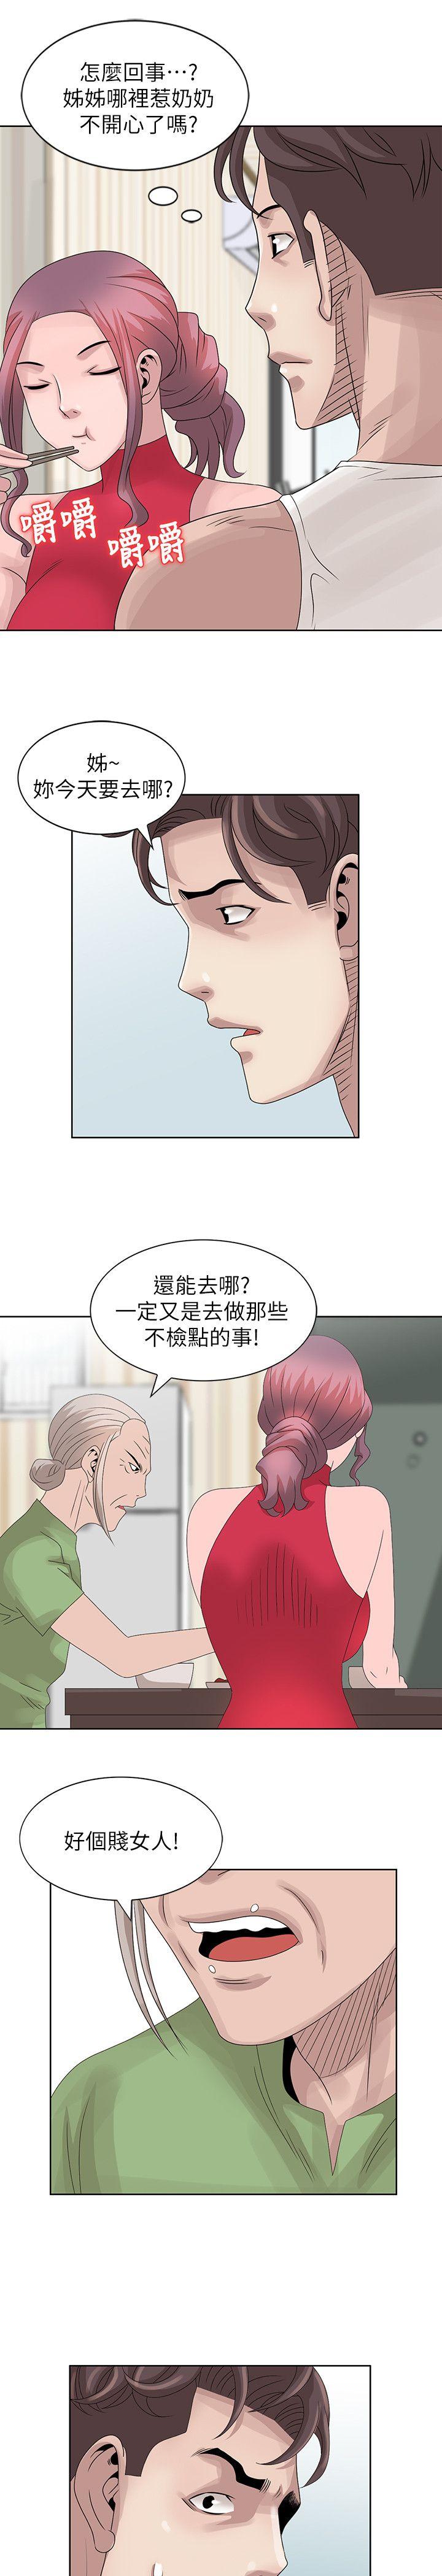 怎麼回事⋯?
姊姊哪裡惹奶奶
不開心了嗎?
嚼嚼
嚼嚼
姊~
妳今天要去哪?
還能去哪?
一定又是去做那些
不檢點的事!
好個賤女人!